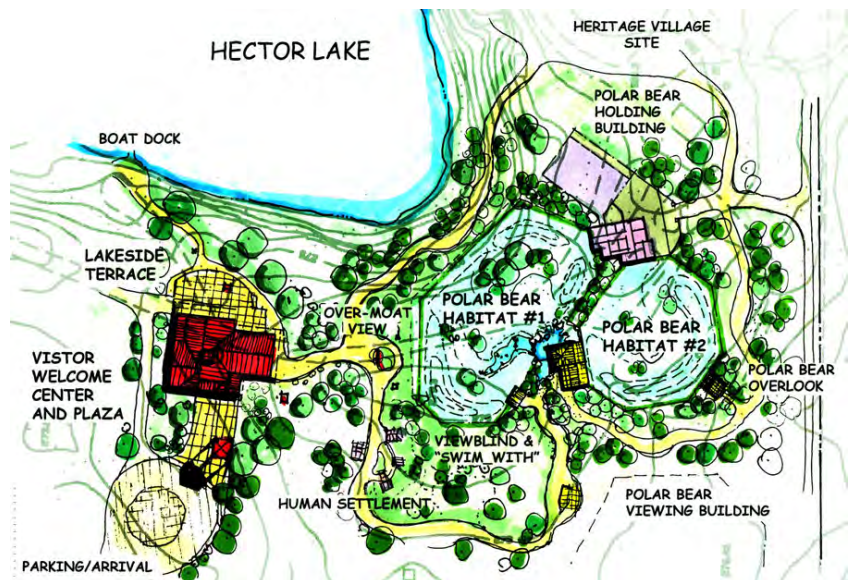 HECTOR LAKE
HERITAGE VILLAGE
SITE
POLAR BEAR
HOLDING
BUILDING
BOAT DOCK
LAKESIDE
TERRACE
OVER-MOAT
VIEW
POLAR BEAR
HABITAT #1
POLAR BEAR
HABITAT #2
VISTOR
WELCOME
CENTER
AND PLAZA
POLAR BEAR
OVERLOOK
VIEWBLIND &
"SWIM WITH"
HUMAN SETTLEMENT
POLAR BEAR
VIEWING BUILDING
PARKING/ARRIVAL